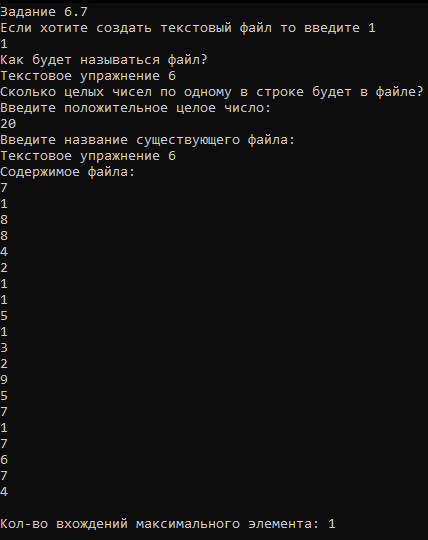 Задание 6.7
Если хотите создать текстовый файл то введите 1
1
Как будет называться файл?
Текстовое упражнение 6
Сколько целых чисел по одному в строке будет в файле?
Введите положительное целое число:
20
Введите название существующего файла:
Текстовое упражнение 6
Содержимое файла:
7
1
8
8
4
2
1
1
5
1
3
2
9
5
7
1
7
6
7
4
Кол-во вхождений максимального элемента: 1